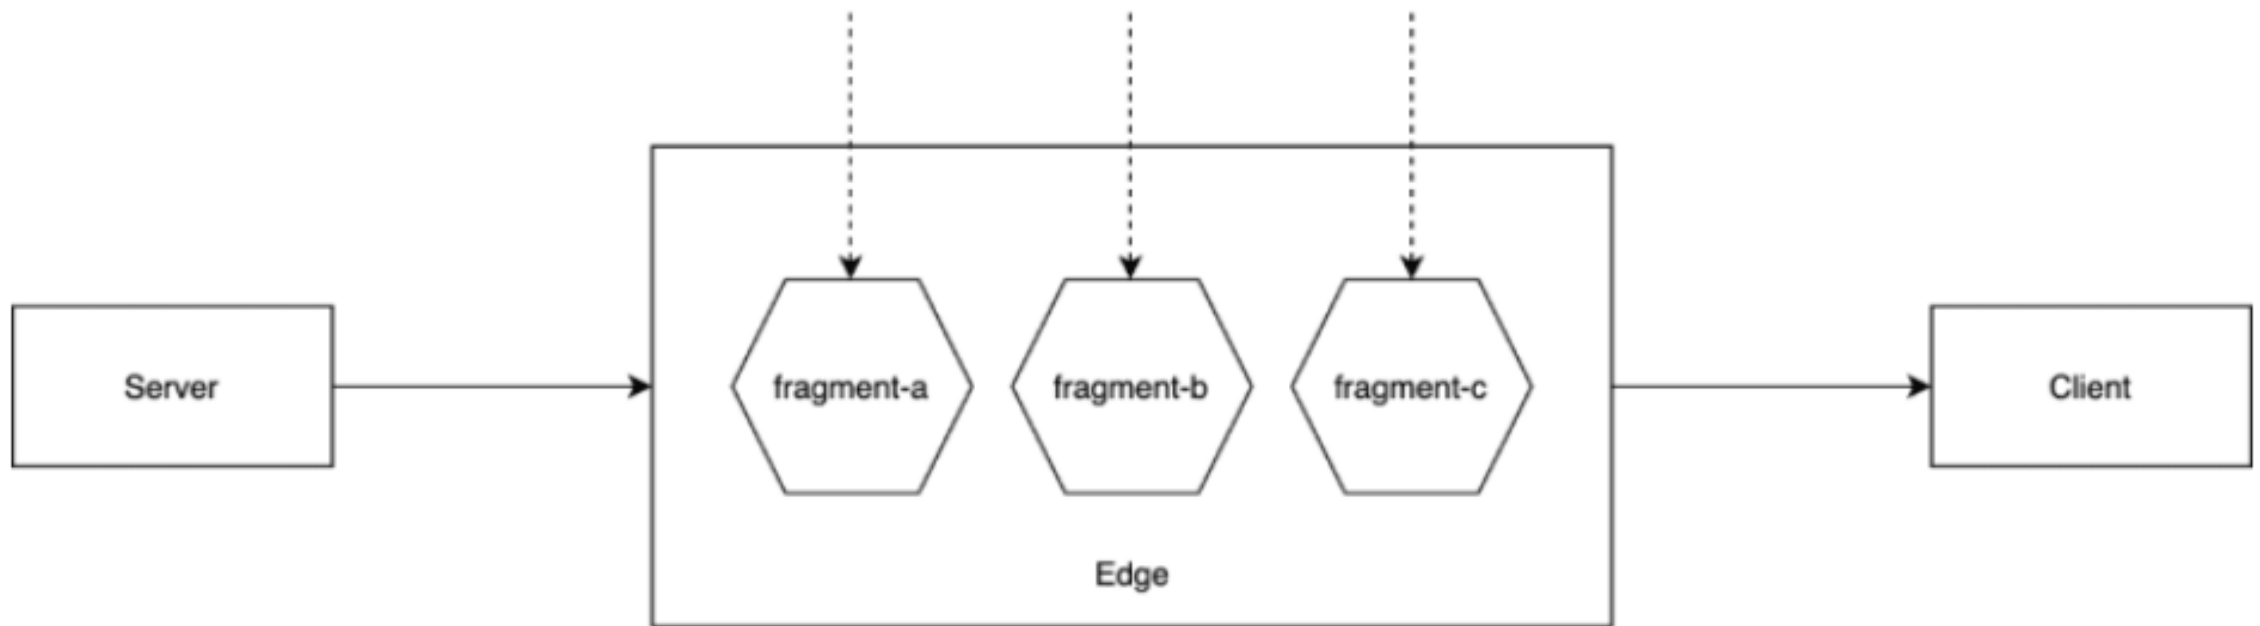 Server
fragment-a
fragment-b
fragment-c
Client
Edge